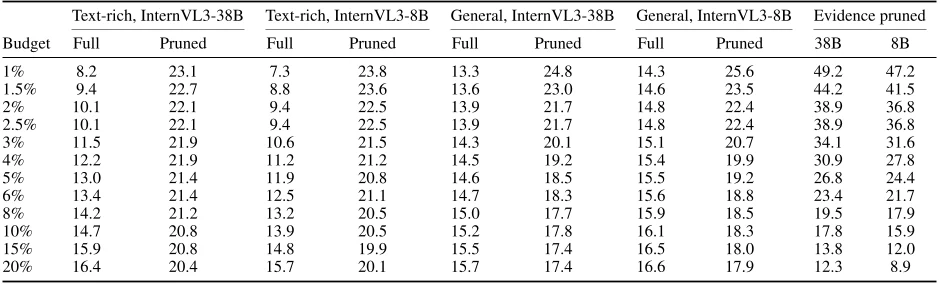 Text-rich, InternVL3-38B Text-rich, InternVL3-8B General, InternVL3-38B General, InternVL3-8B Evidence pruned
Budget Full Pruned Full Pruned Full Pruned Full Pruned 38B 8B
1% 8.2 23.1 7.3 23.8 13.3 24.8 14.3 25.6 49.2 47.2
1.5% 9.4 22.7 8.8 23.6 13.6 23.0 14.6 23.5 44.2 41.5
2% 10.1 22.1 9.4 22.5 13.9 21.7 14.8 22.4 38.9 36.8
2.5% 10.1 22.1 9.4 22.5 13.9 21.7 14.8 22.4 38.9 36.8
3% 11.5 21.9 10.6 21.5 14.3 20.1 15.1 20.7 34.1 31.6
4% 12.2 21.9 11.2 21.2 14.5 19.2 15.4 19.9 30.9 27.8
5% 13.0 21.4 11.9 20.8 14.6 18.5 15.5 19.2 26.8 24.4
6% 13.4 21.4 12.5 21.1 14.7 18.3 15.6 18.8 23.4 21.7
8% 14.2 21.2 13.2 20.5 15.0 17.7 15.9 18.5 19.5 17.9
10% 14.7 20.8 13.9 20.5 15.2 17.8 16.1 18.3 17.8 15.9
15% 15.9 20.8 14.8 19.9 15.5 17.4 16.5 18.0 13.8 12.0
20% 16.4 20.4 15.7 20.1 15.7 17.4 16.6 17.9 12.3 8.9